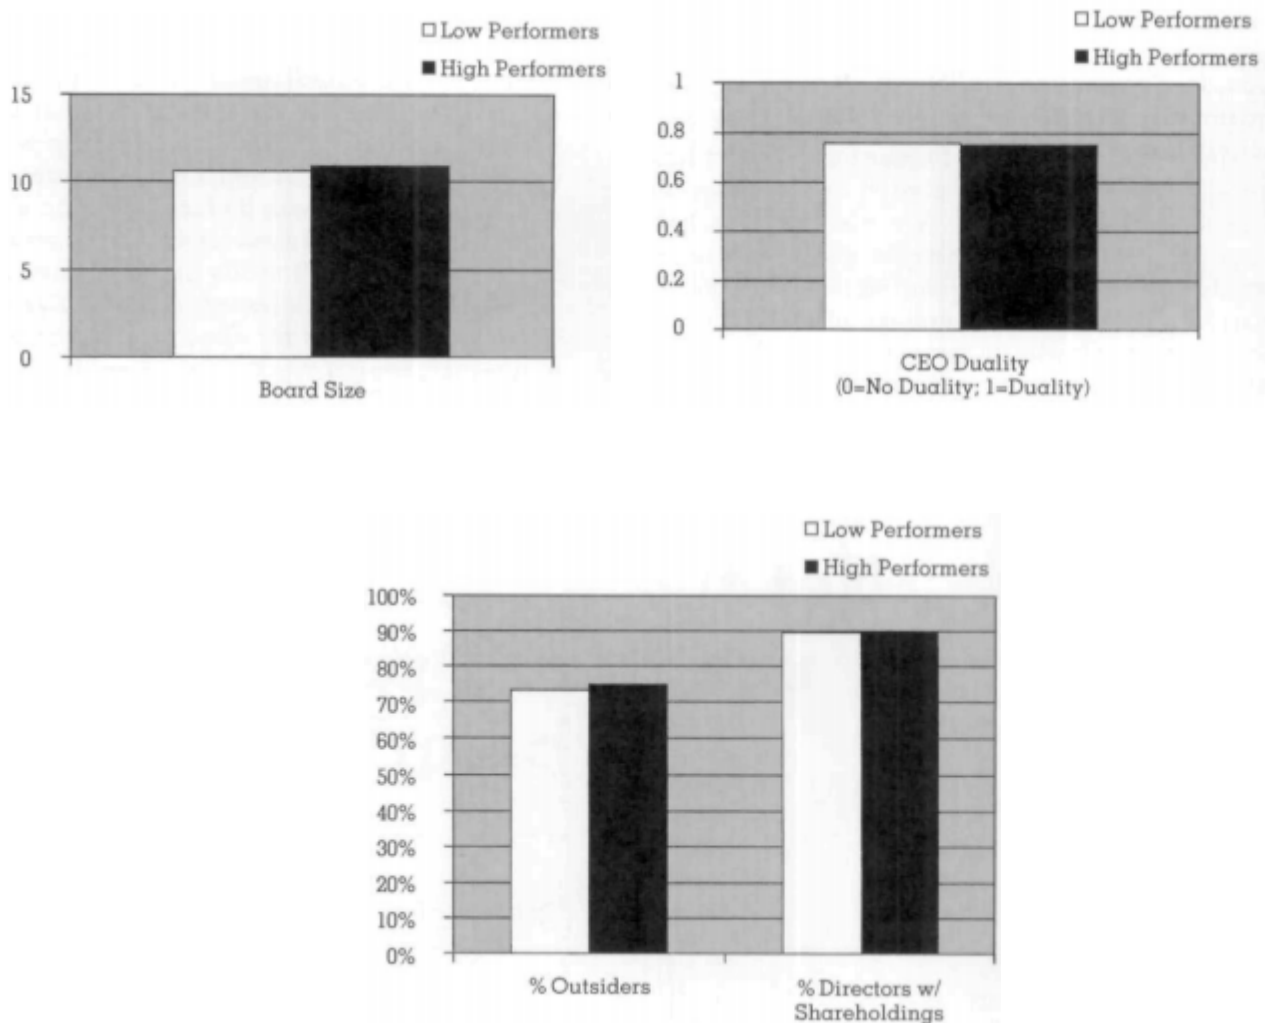 Low Performers
High Performers
15
10
5
0
Board Size
Low Performers
High Performers
1
0.8
0.6
0.4
0.2
0
CEO Duality
(0=No Duality; 1=Duality)
Low Performers
High Performers
100%
90%
80%
70%
60%
50%
40%
30%
20%
10%
0%
% Outsiders
% Directors w/
Shareholdings